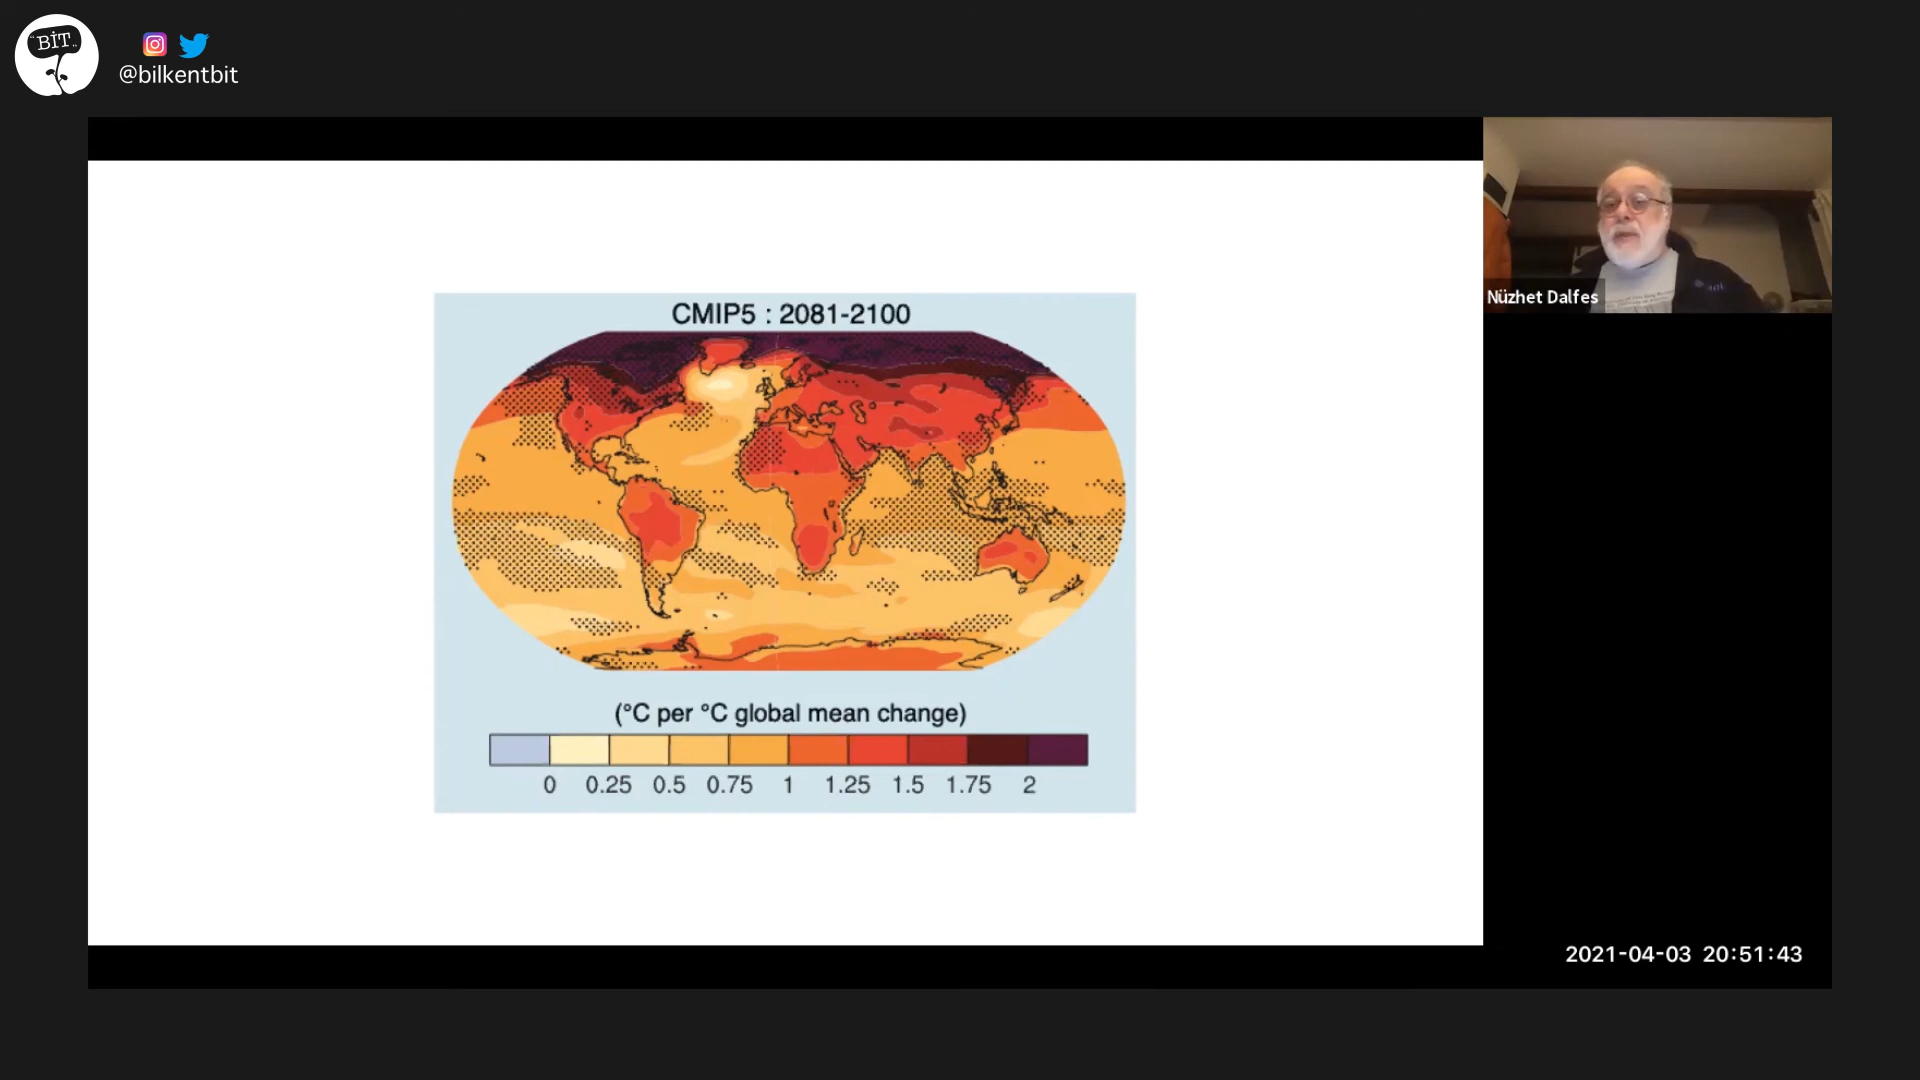 BİT
@bilkentbit
CMIP5 : 2081-2100
(°C per °C global mean change)
0 0.25 0.5 0.75 1 1.25 1.5 1.75 2
Nüzhet Dalfes
2021-04-03 20:51:43